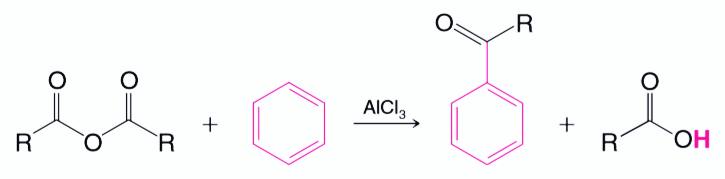 O R
O O
AlCl₃ O
R O R + + R OH